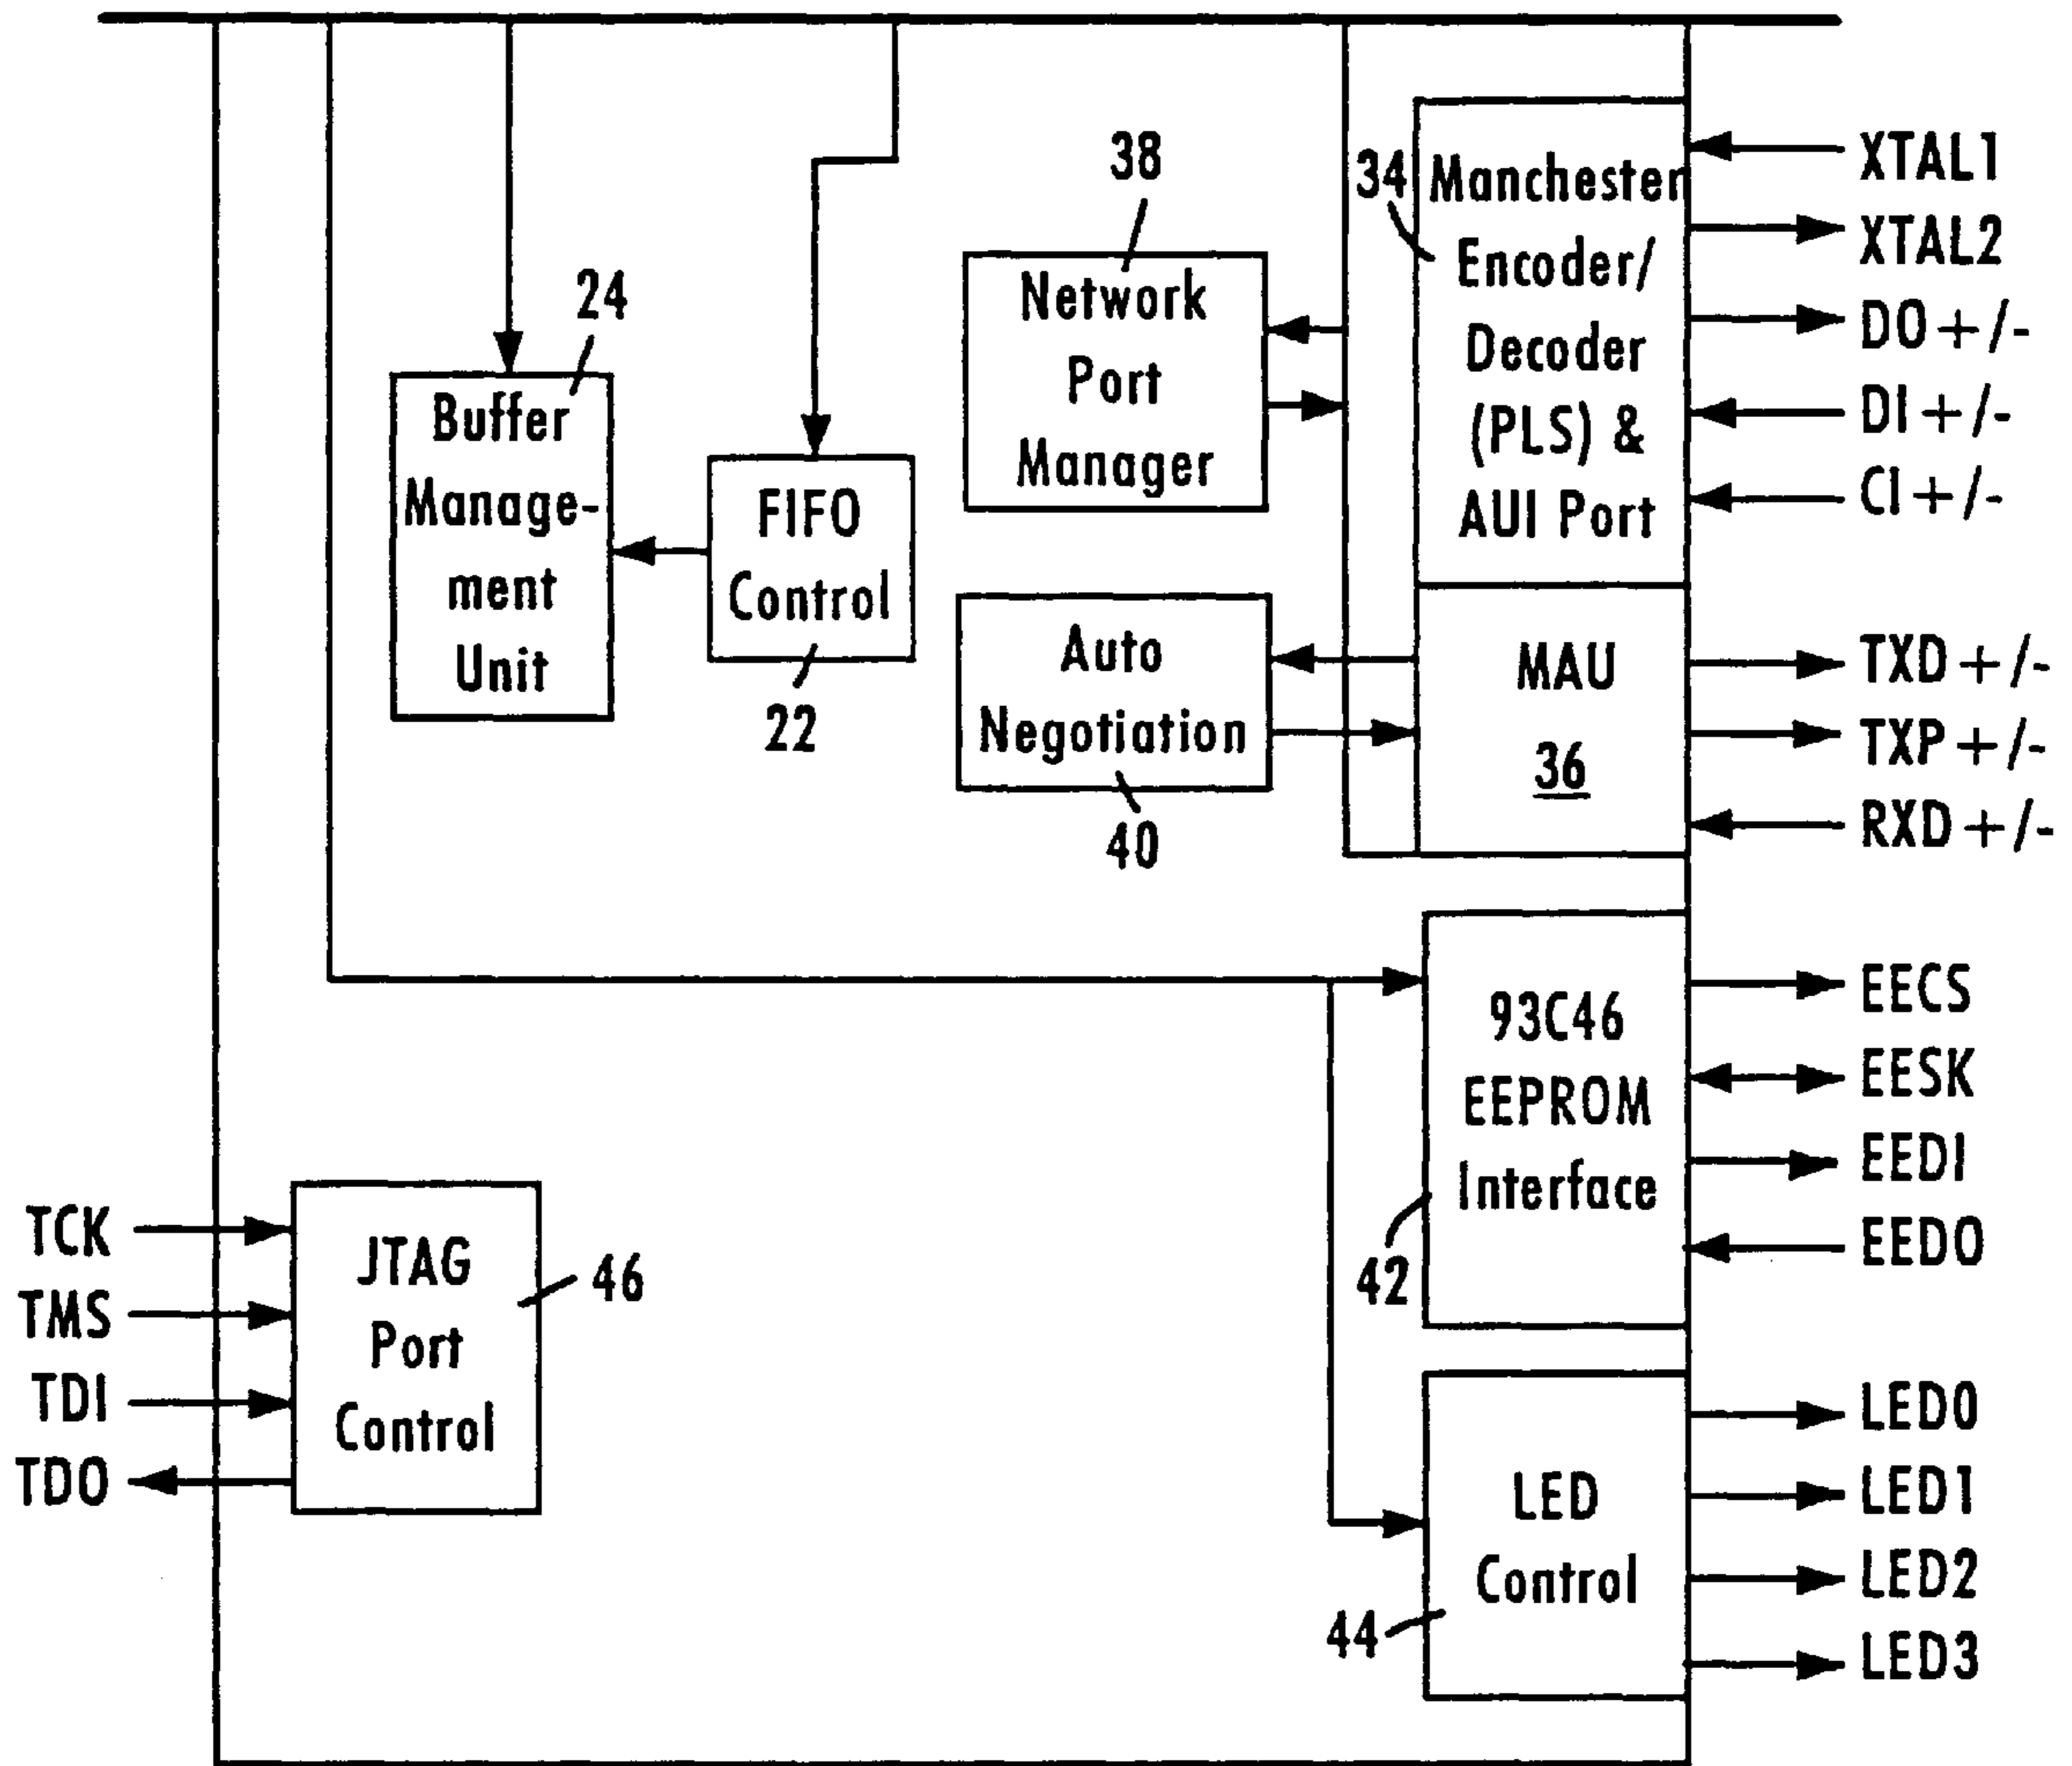 38
34
Manchester
Encoder/
Decoder
(PLS) &
AUI Port
XTAL1
XTAL2
DO +/-
DI +/-
CI +/-
24
Buffer
Manage-
ment
Unit
Network
Port
Manager
FIFO
Control
22
Auto
Negotiation
40
MAU
36
TXD +/-
TXP +/-
RXD +/-
93C46
EEPROM
Interface
42
EECS
EESK
EEDI
EEDO
TCK
TMS
TDI
TDO
JTAG
Port
Control
46
LED
Control
44
LED0
LED1
LED2
LED3